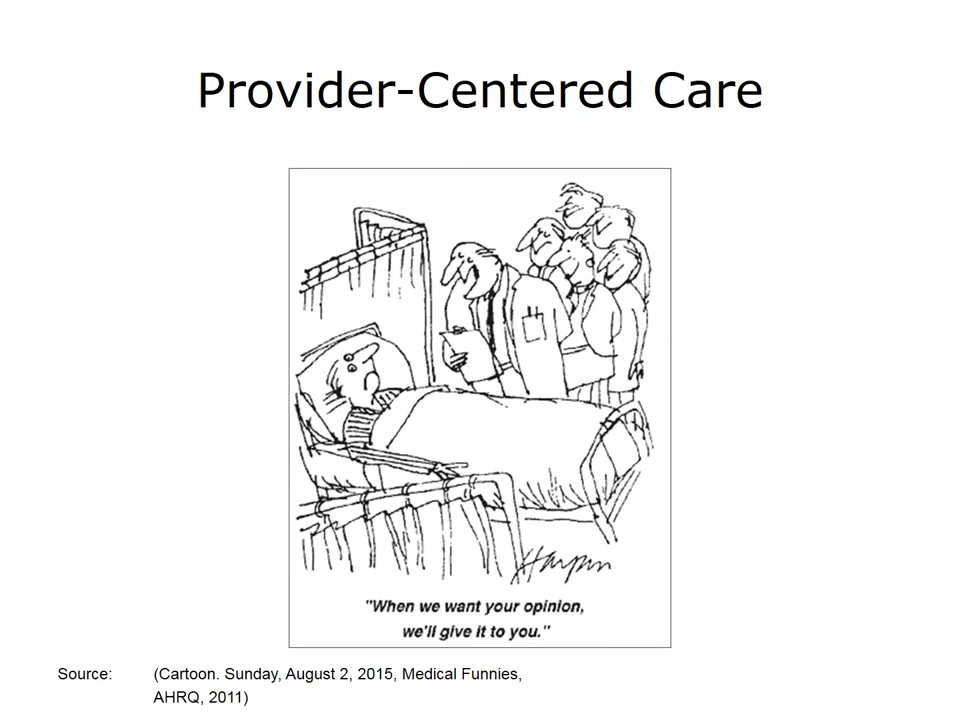 Provider-Centered Care
Harpin
"When we want your opinion,
we'll give it to you."
Source: (Cartoon. Sunday, August 2, 2015, Medical Funnies,
AHRQ, 2011)